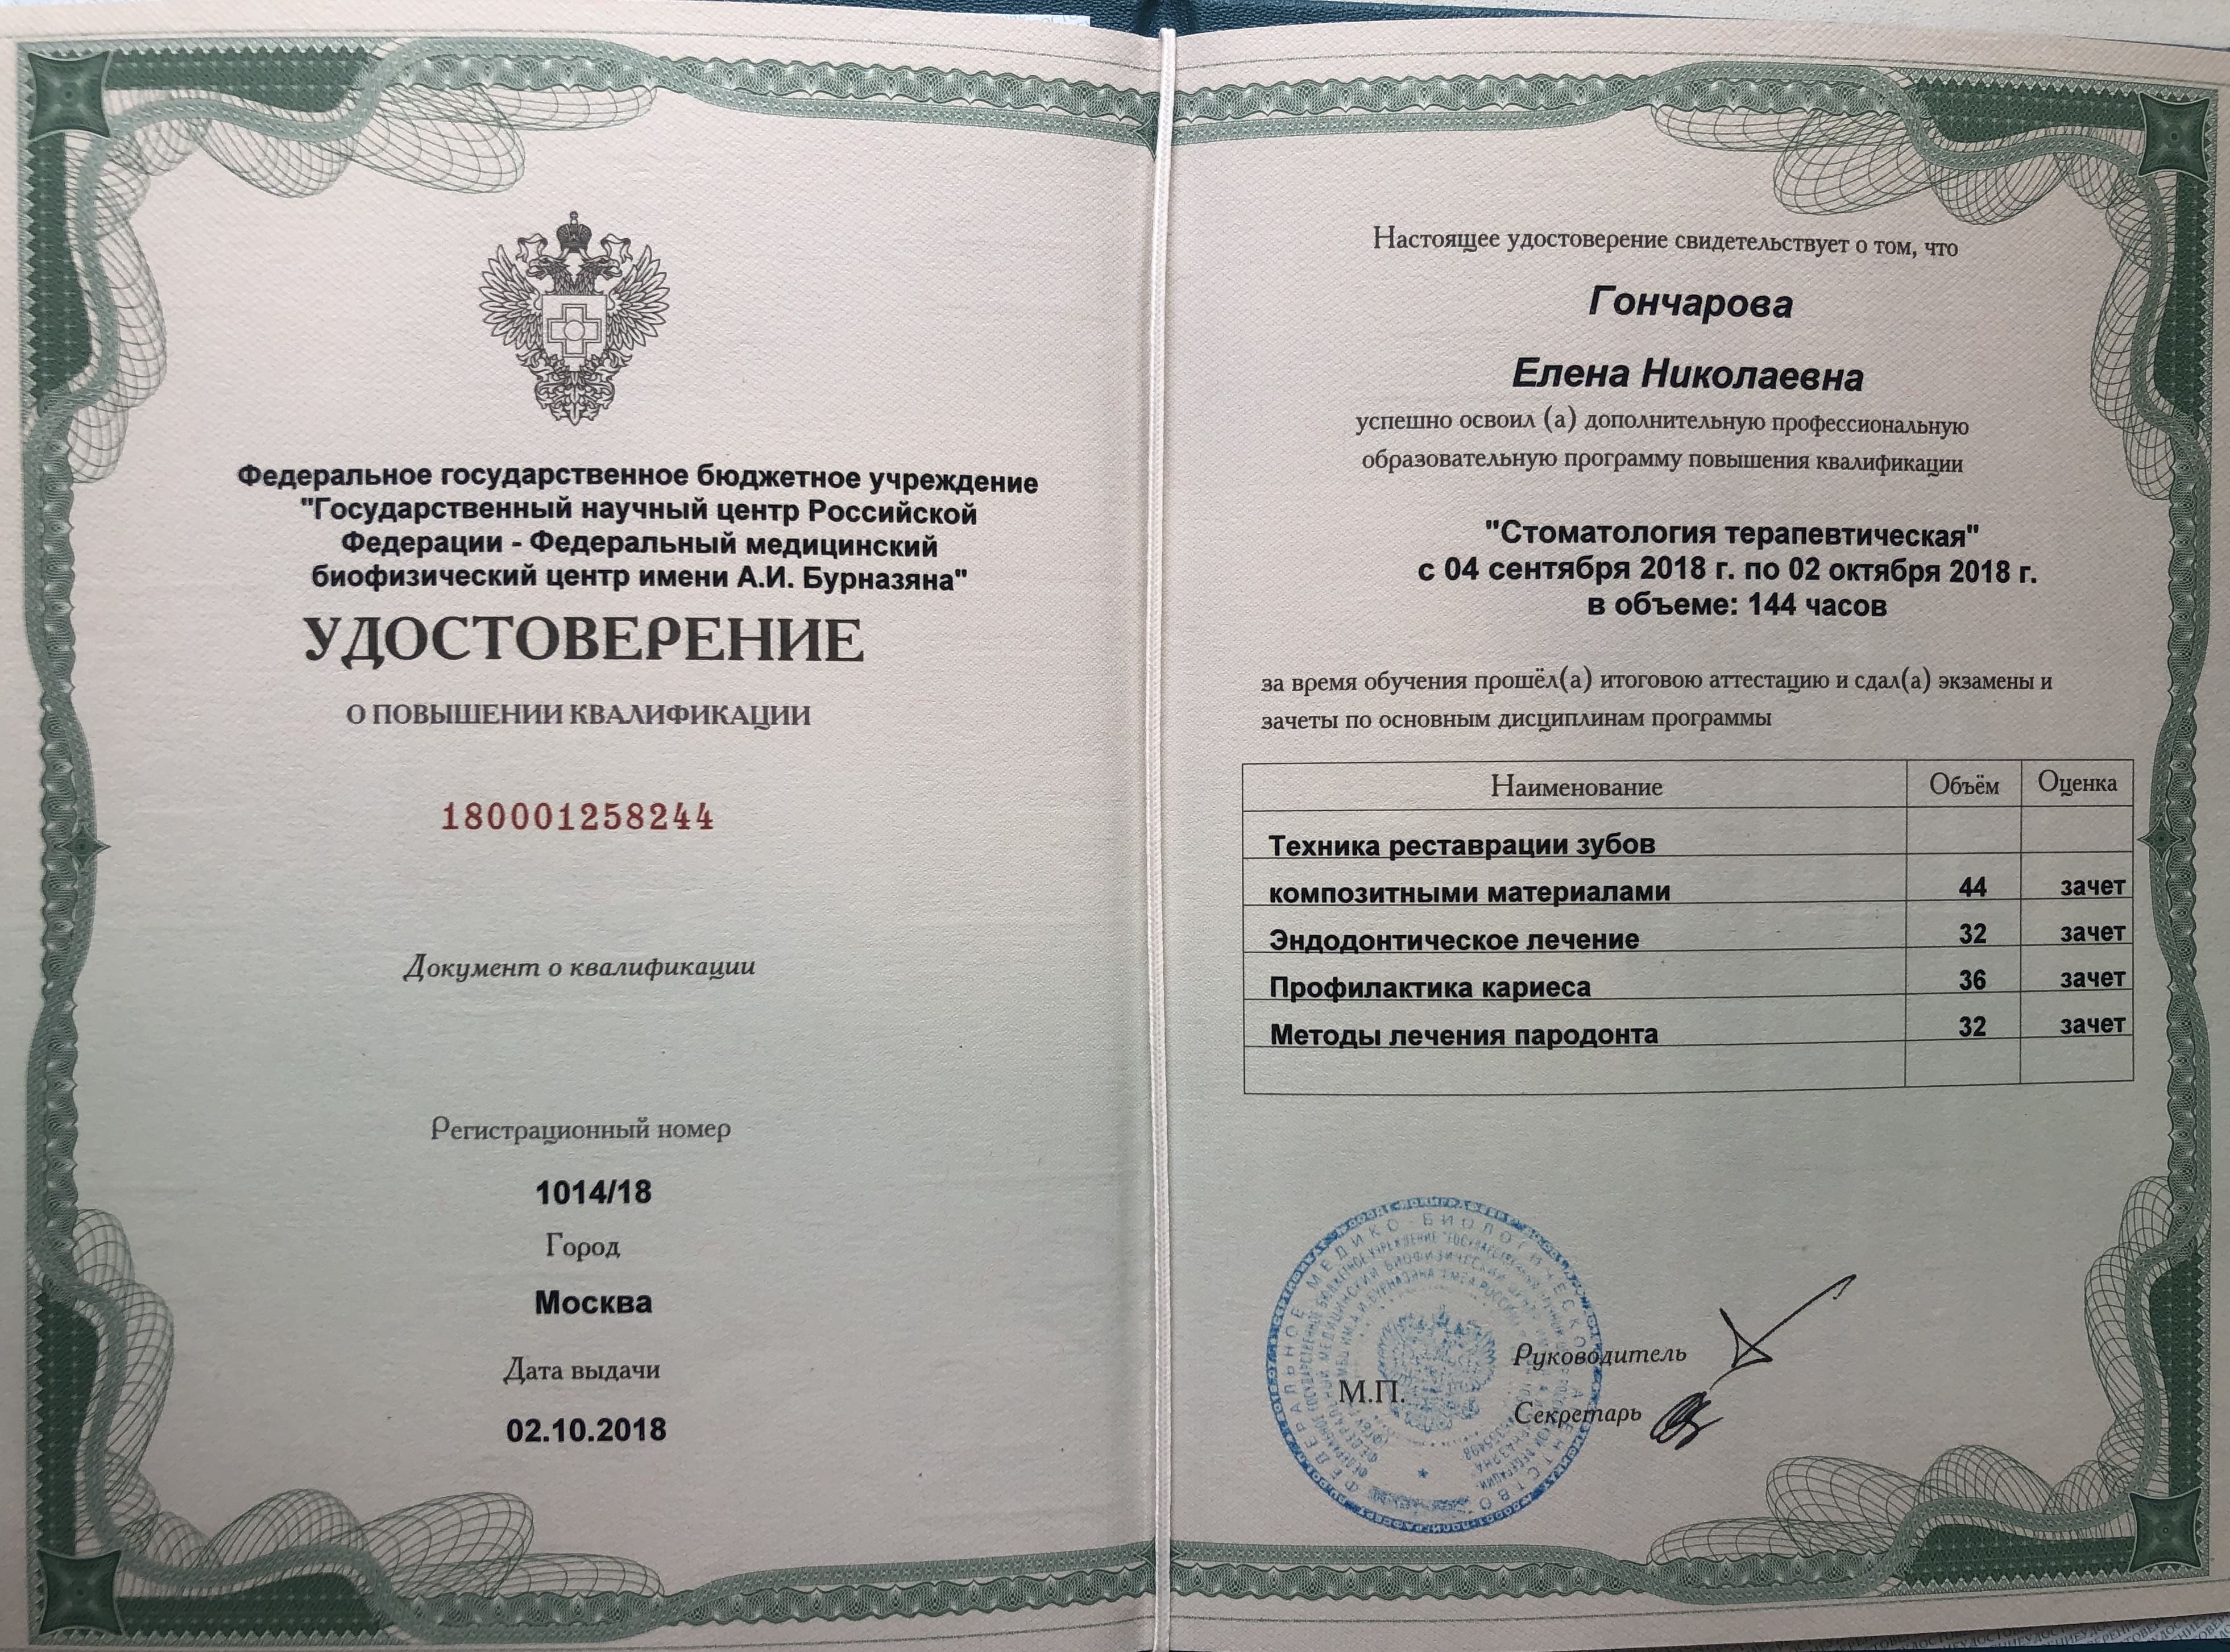 Федеральное государственное бюджетное учреждение
"Государственный научный центр Российской
Федерации - Федеральный медицинский
биофизический центр имени А.И. Бурназяна"
УДОСТОВЕРЕНИЕ
О ПОВЫШЕНИИ КВАЛИФИКАЦИИ
180001258244
Документ о квалификации
Регистрационный номер
1014/18
Город
Москва
Дата выдачи
02.10.2018
Настоящее удостоверение свидетельствует о том, что
Гончарова
Елена Николаевна
успешно освоил (а) дополнительную профессиональную
образовательную программу повышения квалификации
"Стоматология терапевтическая"
с 04 сентября 2018 г. по 02 октября 2018 г.
в объеме: 144 часов
за время обучения прошёл(а) итоговою аттестацию и сдал(а) экзамены и
зачеты по основным дисциплинам программы
Наименование Объём Оценка
Техника реставрации зубов
композитными материалами 44 зачет
Эндодонтическое лечение 32 зачет
Профилактика кариеса 36 зачет
Методы лечения пародонта 32 зачет
ФЕДЕРАЛЬНОЕ МЕДИКО-БИОЛОГИЧЕСКОЕ АГЕНТСТВО
Руководитель
М.П.
Секретарь